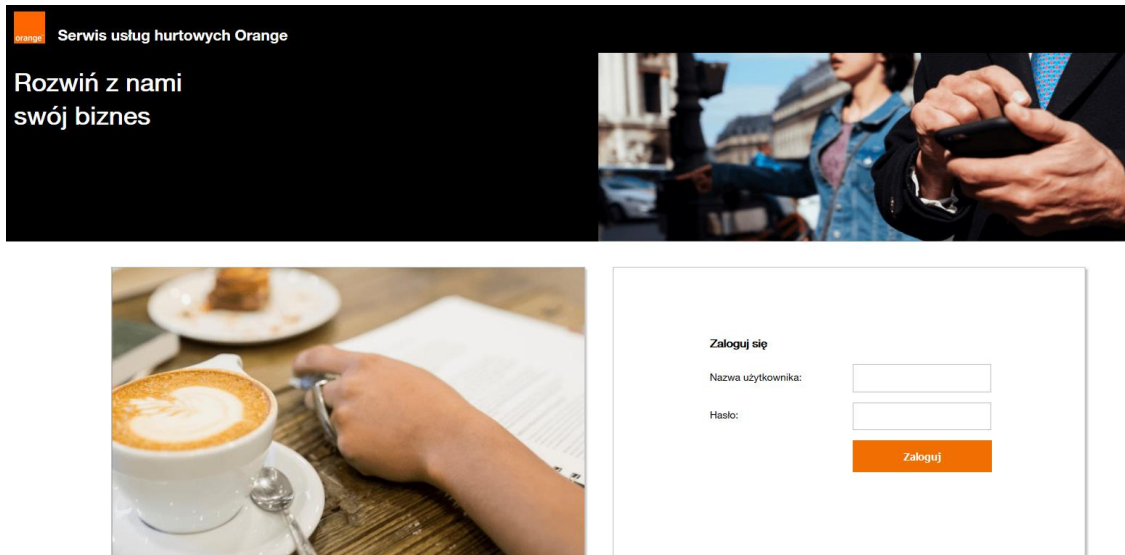 orange
Serwis usług hurtowych Orange
Rozwiń z nami
swój biznes
Zaloguj się
Nazwa użytkownika:
Hasło:
Zaloguj